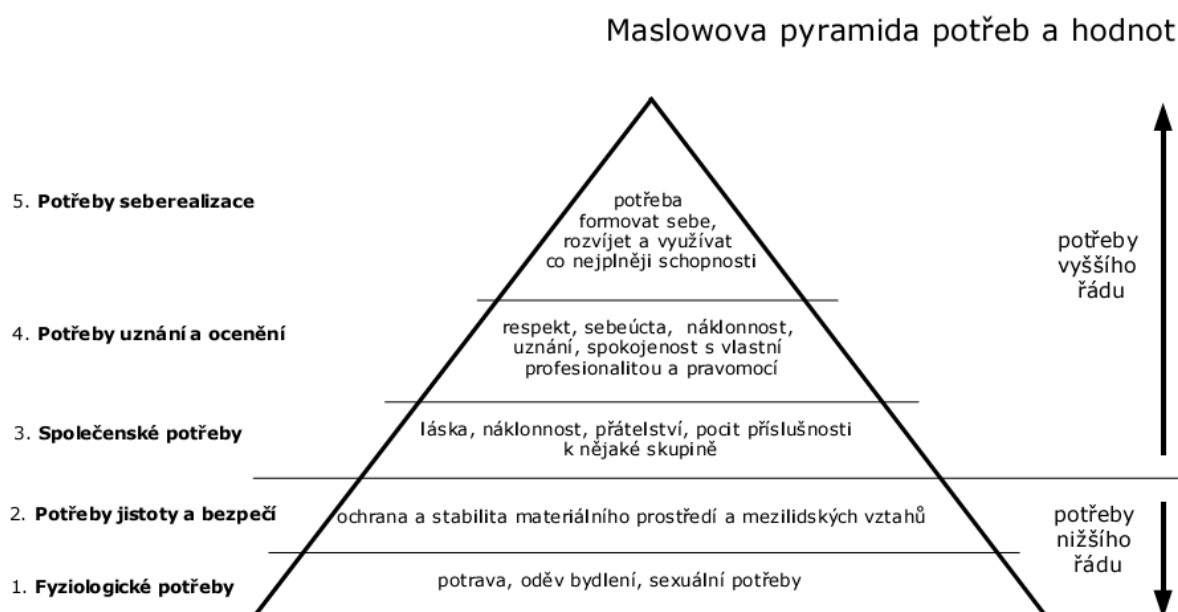 Maslowova pyramida potřeb a hodnot
5. Potřeby seberealizace
potřeba
formovat sebe,
rozvíjet a využívat
co nejplněji schopnosti
potřeby
vyššího
řádu
4. Potřeby uznání a ocenění
respekt, sebeúcta, náklonnost,
uznání, spokojenost s vlastní
profesionalitou a pravomocí
3. Společenské potřeby
láska, náklonnost, přátelství, pocit příslušnosti
k nějaké skupině
2. Potřeby jistoty a bezpečí
ochrana a stabilita materiálního prostředí a mezilidských vztahů
potřeby
nižšího
řádu
1. Fyziologické potřeby
potrava, oděv bydlení, sexuální potřeby